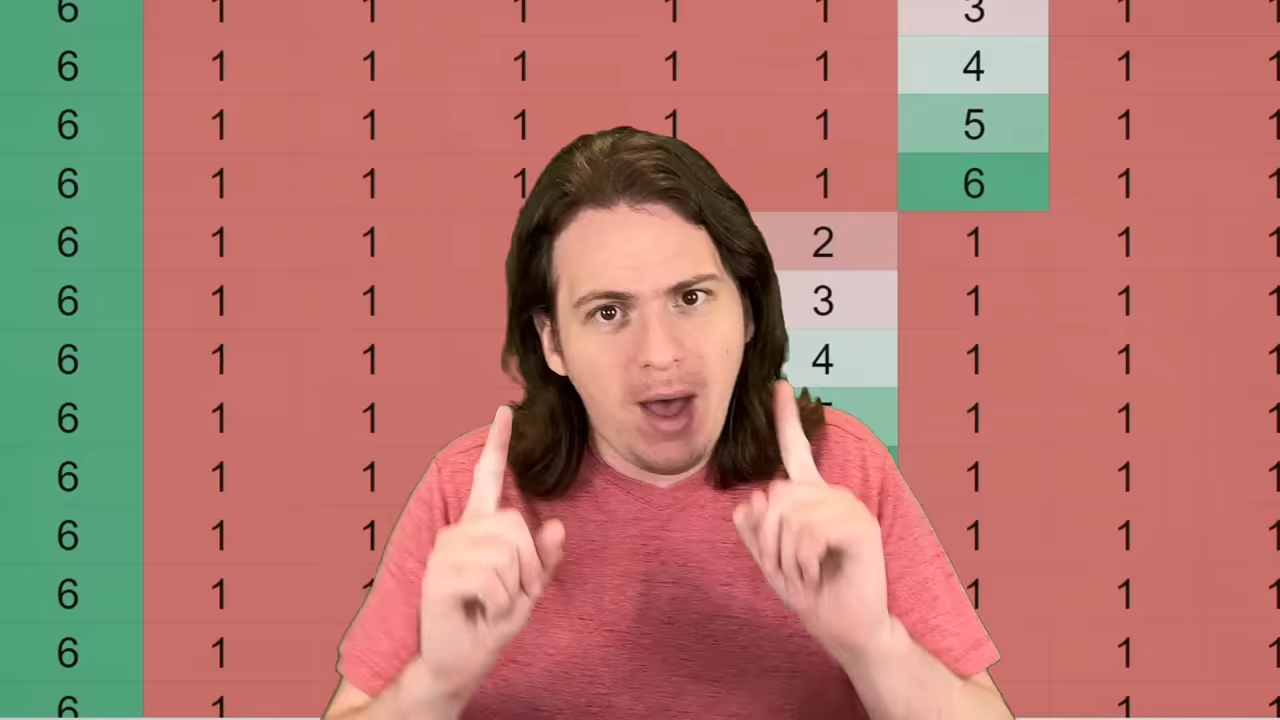 6 1 1 1 1 1 3 1 1
6 1 1 1 1 1 4 1 1
6 1 1 1 1 1 5 1 1
6 1 1 1 1 6 1 1
6 1 1 2 1 1 1
6 1 1 3 1 1 1
6 1 1 4 1 1 1
6 1 1 1 1 1
6 1 1 1 1 1
6 1 1 1 1 1
6 1 1 1 1
6 1 1 1
6 1 1 1